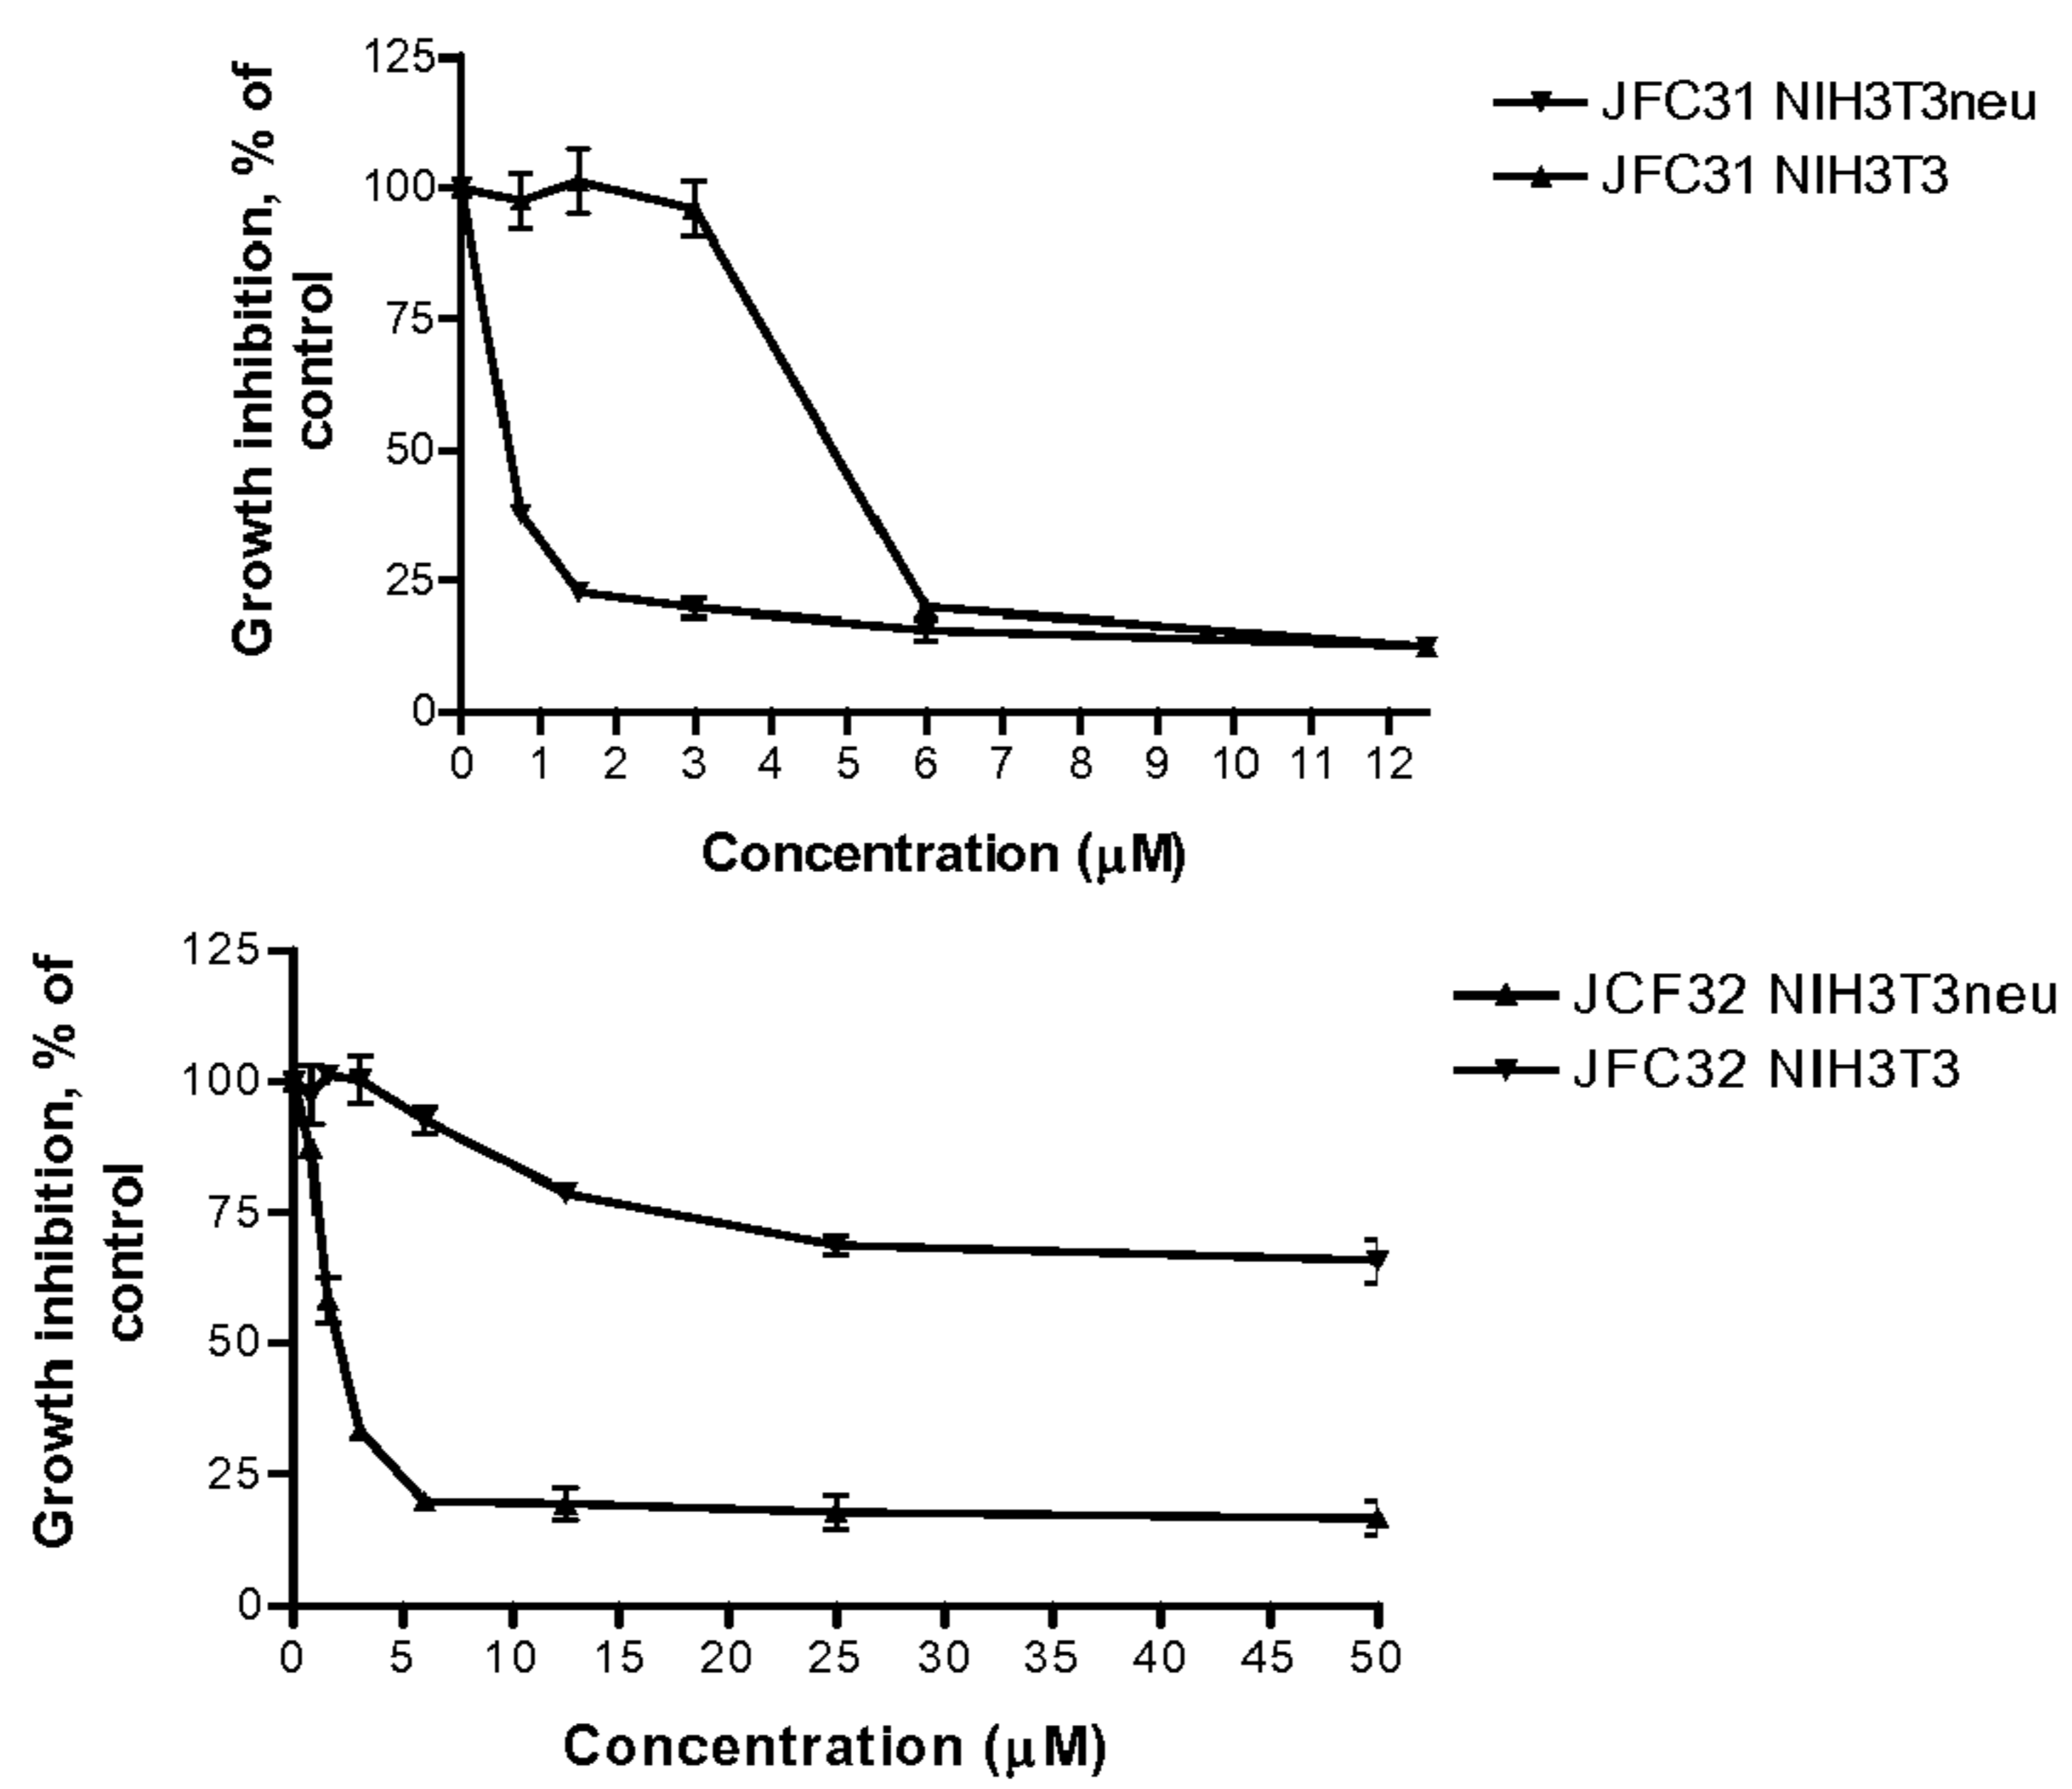 Growth inhibition, % of
control
125
100
75
50
25
0
0 1 2 3 4 5 6 7 8 9 10 11 12
Concentration (μM)
JFC31 NIH3T3neu
JFC31 NIH3T3
Growth inhibition, % of
control
125
100
75
50
25
0
0 5 10 15 20 25 30 35 40 45 50
Concentration (μM)
JCF32 NIH3T3neu
JFC32 NIH3T3